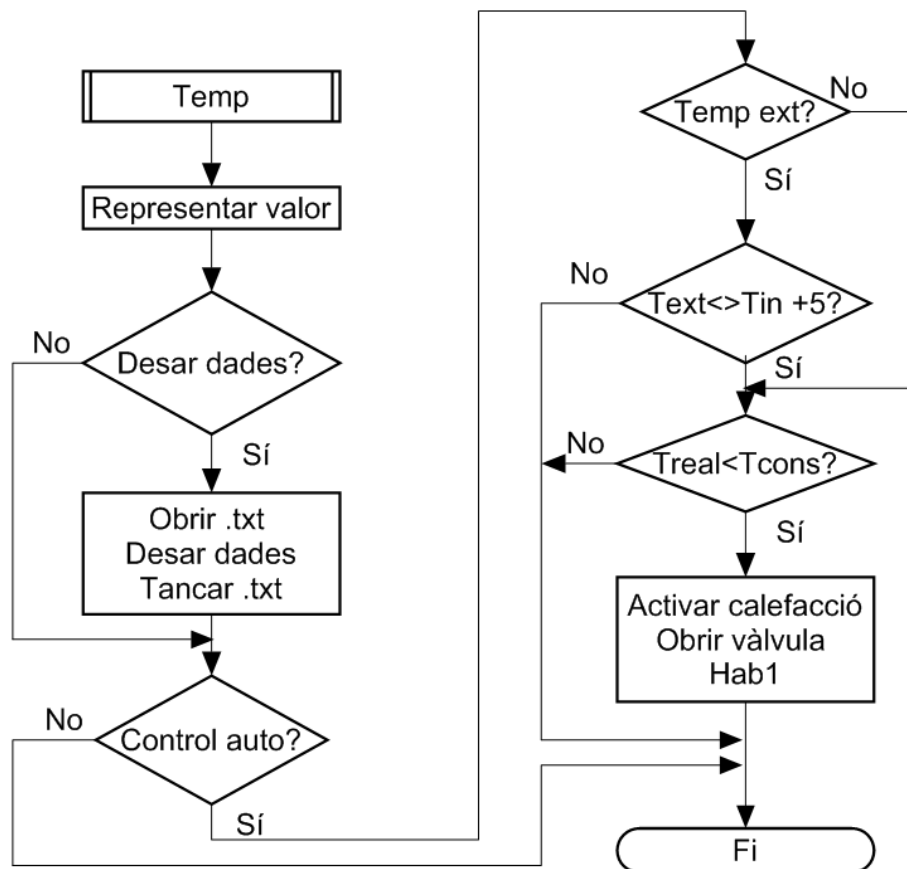 Temp
Representar valor
Desar dades?
No
Sí
Obrir .txt
Desar dades
Tancar .txt
Control auto?
No
Sí
Temp ext?
No
Sí
Text<>Tin +5?
No
Sí
Treal<Tcons?
No
Sí
Activar calefacció
Obrir vàlvula
Hab1
Fi